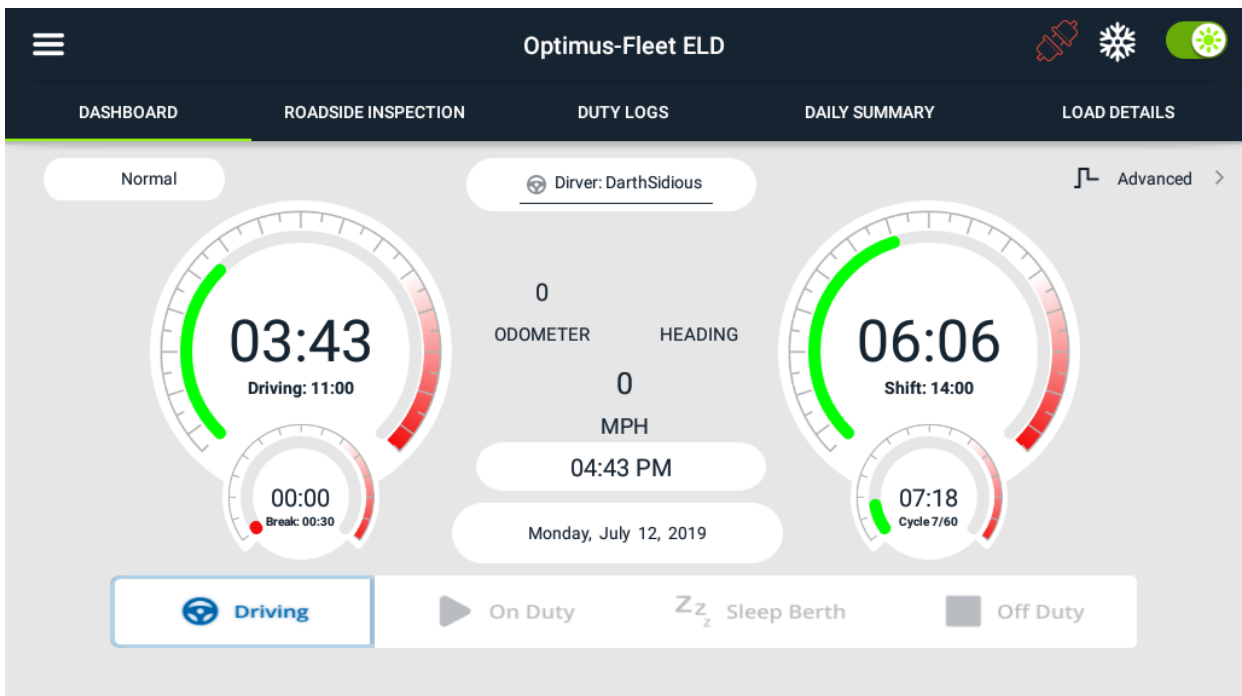 Optimus-Fleet ELD
DASHBOARD
ROADSIDE INSPECTION
DUTY LOGS
DAILY SUMMARY
LOAD DETAILS
Normal
Dirver: DarthSidious
Advanced
03:43
Driving: 11:00
00:00
Break: 00:30
0
ODOMETER
HEADING
0
MPH
04:43 PM
Monday, July 12, 2019
06:06
Shift: 14:00
07:18
Cycle 7/60
Driving
On Duty
Zzz Sleep Berth
Off Duty